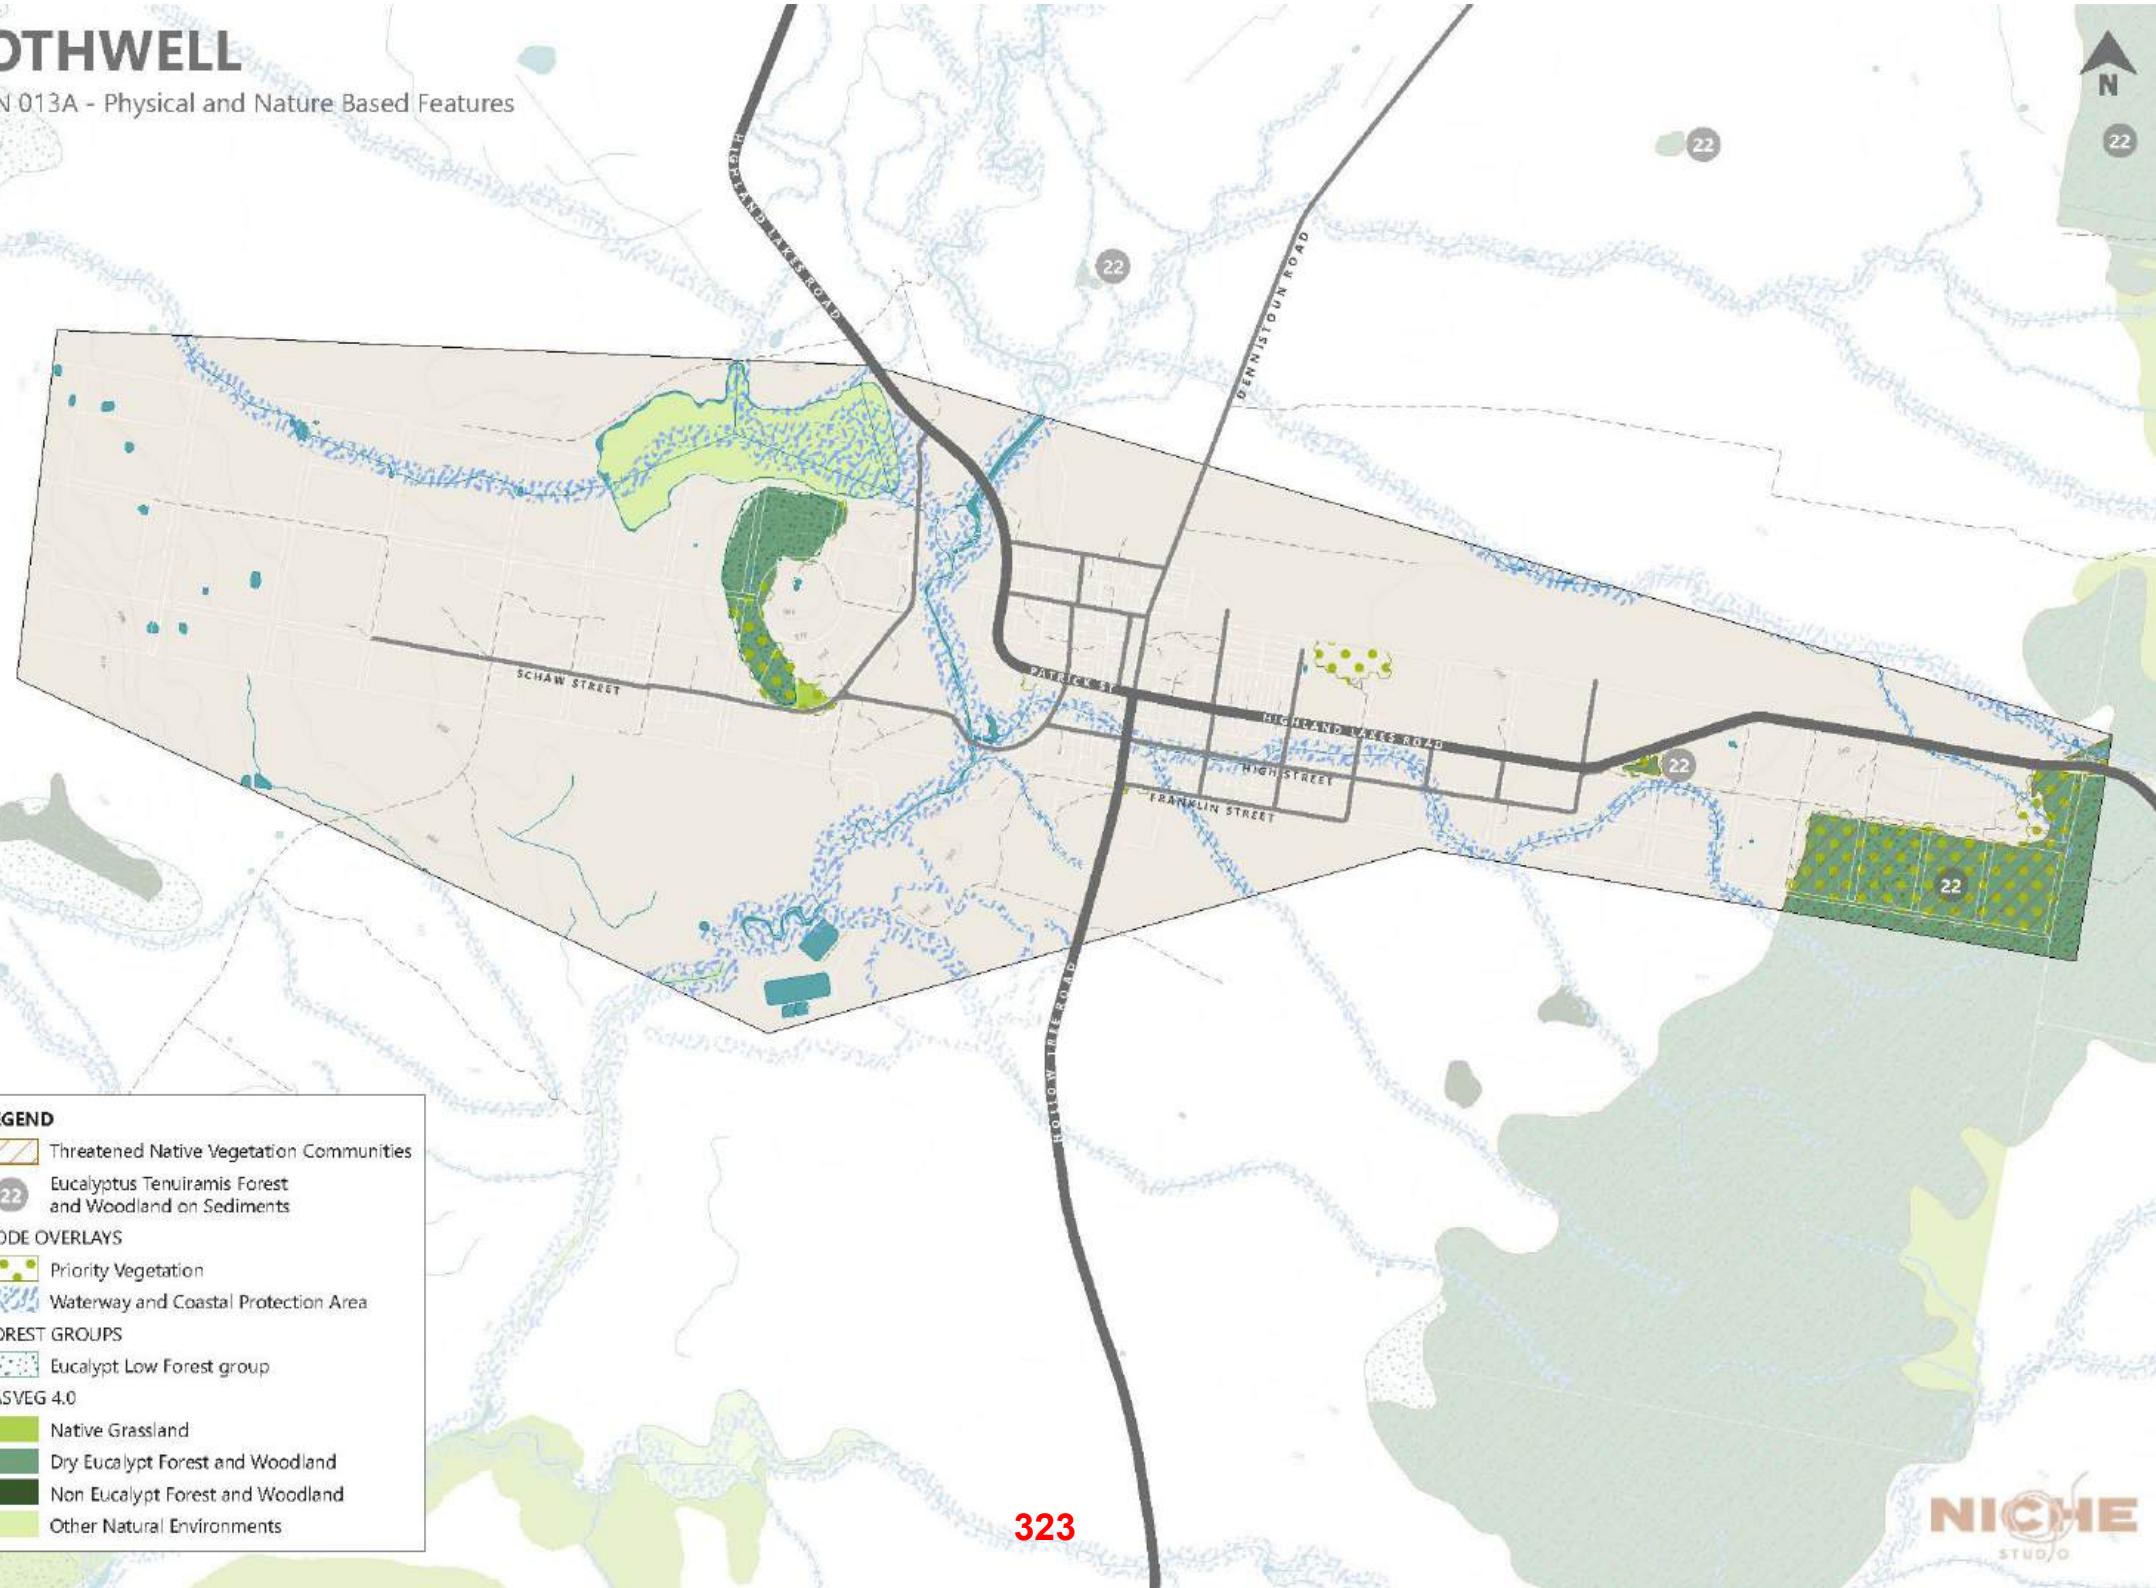 OTHWELL
N 013A - Physical and Nature Based Features
N
22
22
22
HIGHLAND LAKES ROAD
DENNISTOUN ROAD
SCHAW STREET
PATRICK ST
HIGHLAND LAKES ROAD
HIGH STREET
FRANKLIN STREET
22
22
HOLLOW TREE ROAD
EGEND
Threatened Native Vegetation Communities
22
Eucalyptus Tenuiramis Forest
and Woodland on Sediments
ODE OVERLAYS
Priority Vegetation
Waterway and Coastal Protection Area
OREST GROUPS
Eucalypt Low Forest group
ASVEG 4.0
Native Grassland
Dry Eucalypt Forest and Woodland
Non Eucalypt Forest and Woodland
Other Natural Environments
323
NICHE
STUDIO